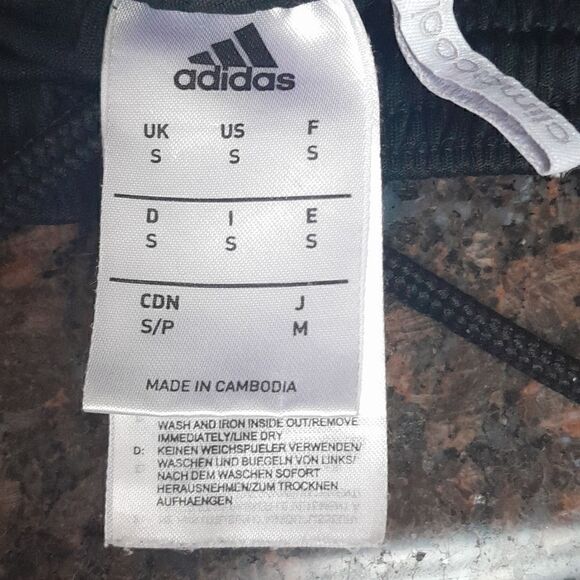 adidas
UK US F
S S S
D I E
S S S
CDN J
S/P M
MADE IN CAMBODIA
WASH AND IRON INSIDE OUT/REMOVE
IMMEDIATELY/LINE DRY
D: KEINEN WEICHSPUELER VERWENDEN/
WASCHEN UND BUEGELN VON LINKS/
NACH DEM WASCHEN SOFORT
HERAUSNEHMEN/ZUM TROCKNEN
AUFHAENGEN
climacool